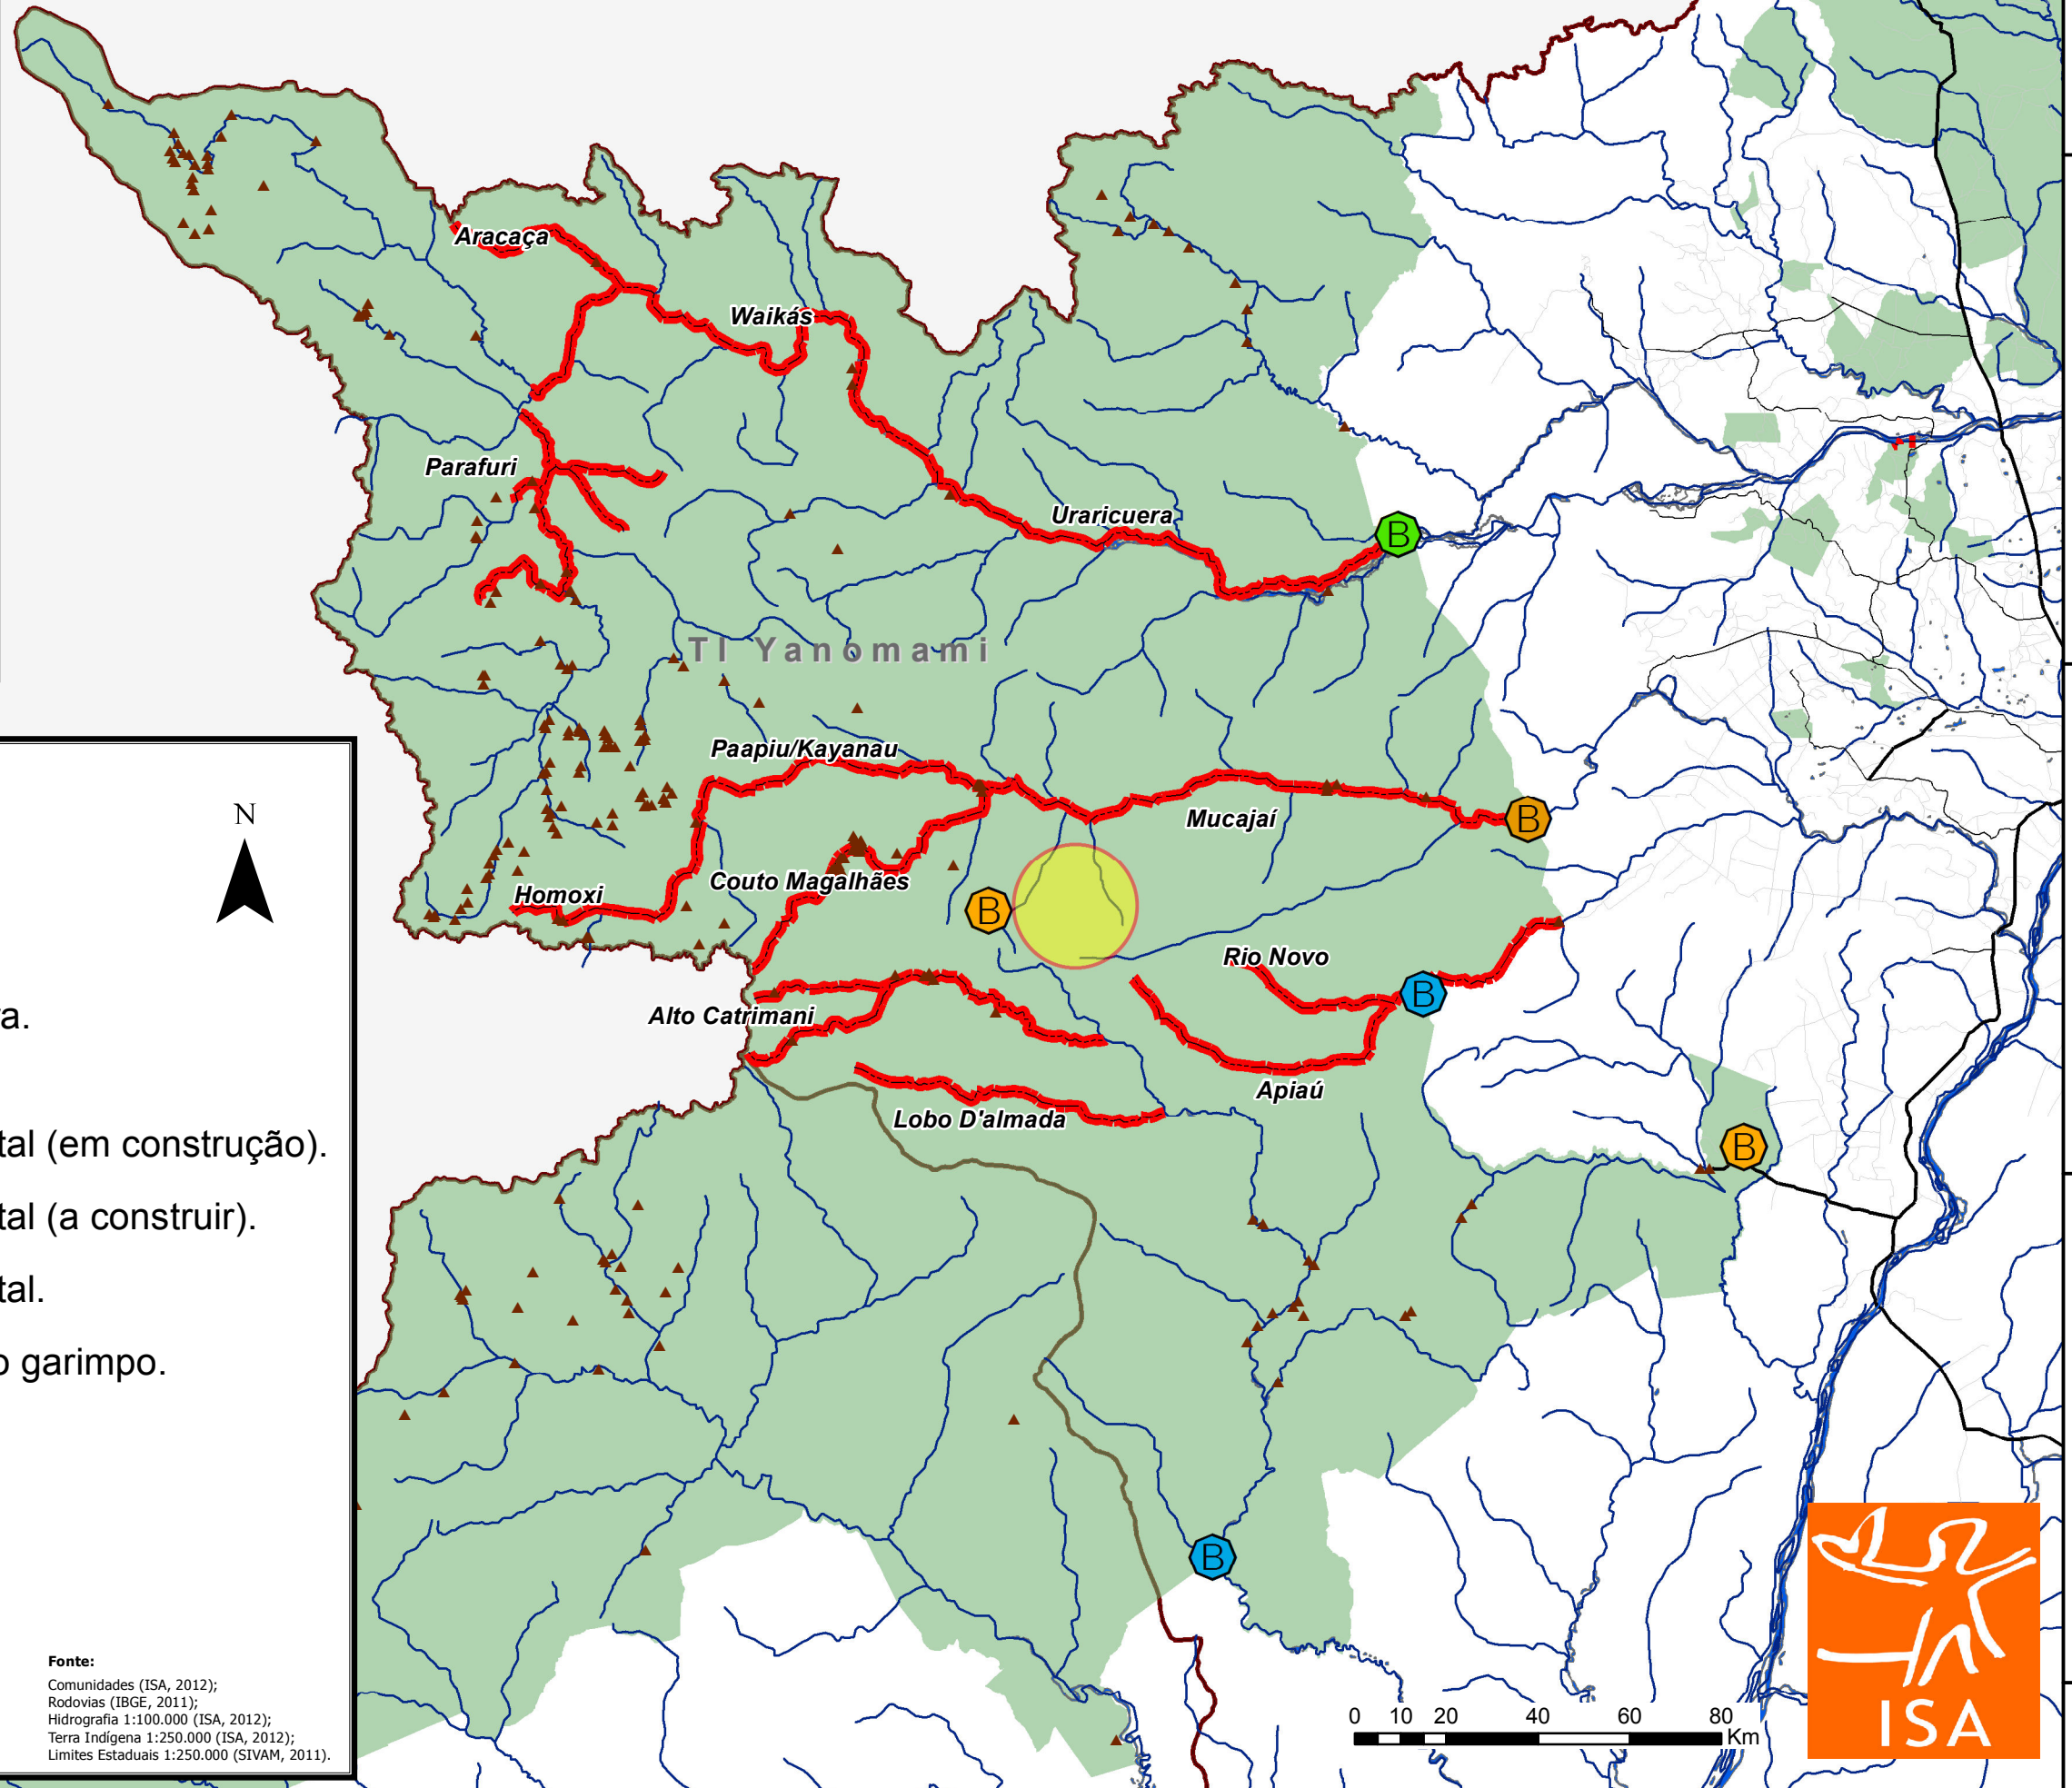 Aracaça
Waikás
Parafuri
Uraricuera
B
TI Yanomami
Paapiu/Kayanau
Mucajaí
B
Couto Magalhães
Homoxi
B
Rio Novo
B
Alto Catrimani
Apiaú
Lobo D'almada
B
B
N
a.
tal (em construção).
tal (a construir).
tal.
o garimpo.
Fonte:
Comunidades (ISA, 2012);
Rodovias (IBGE, 2011);
Hidrografia 1:100.000 (ISA, 2012);
Terra Indígena 1:250.000 (ISA, 2012);
Limites Estaduais 1:250.000 (SIVAM, 2011).
0 10 20 40 60 80
Km
ISA